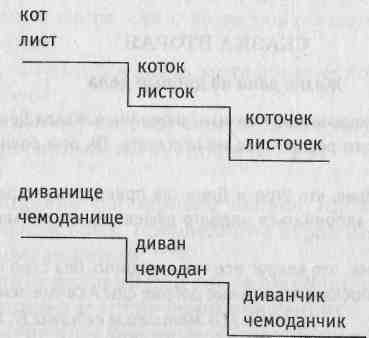 кот
лист
коток
листок
коточек
листочек
диванище
чемоданище
диван
чемодан
диванчик
чемоданчик